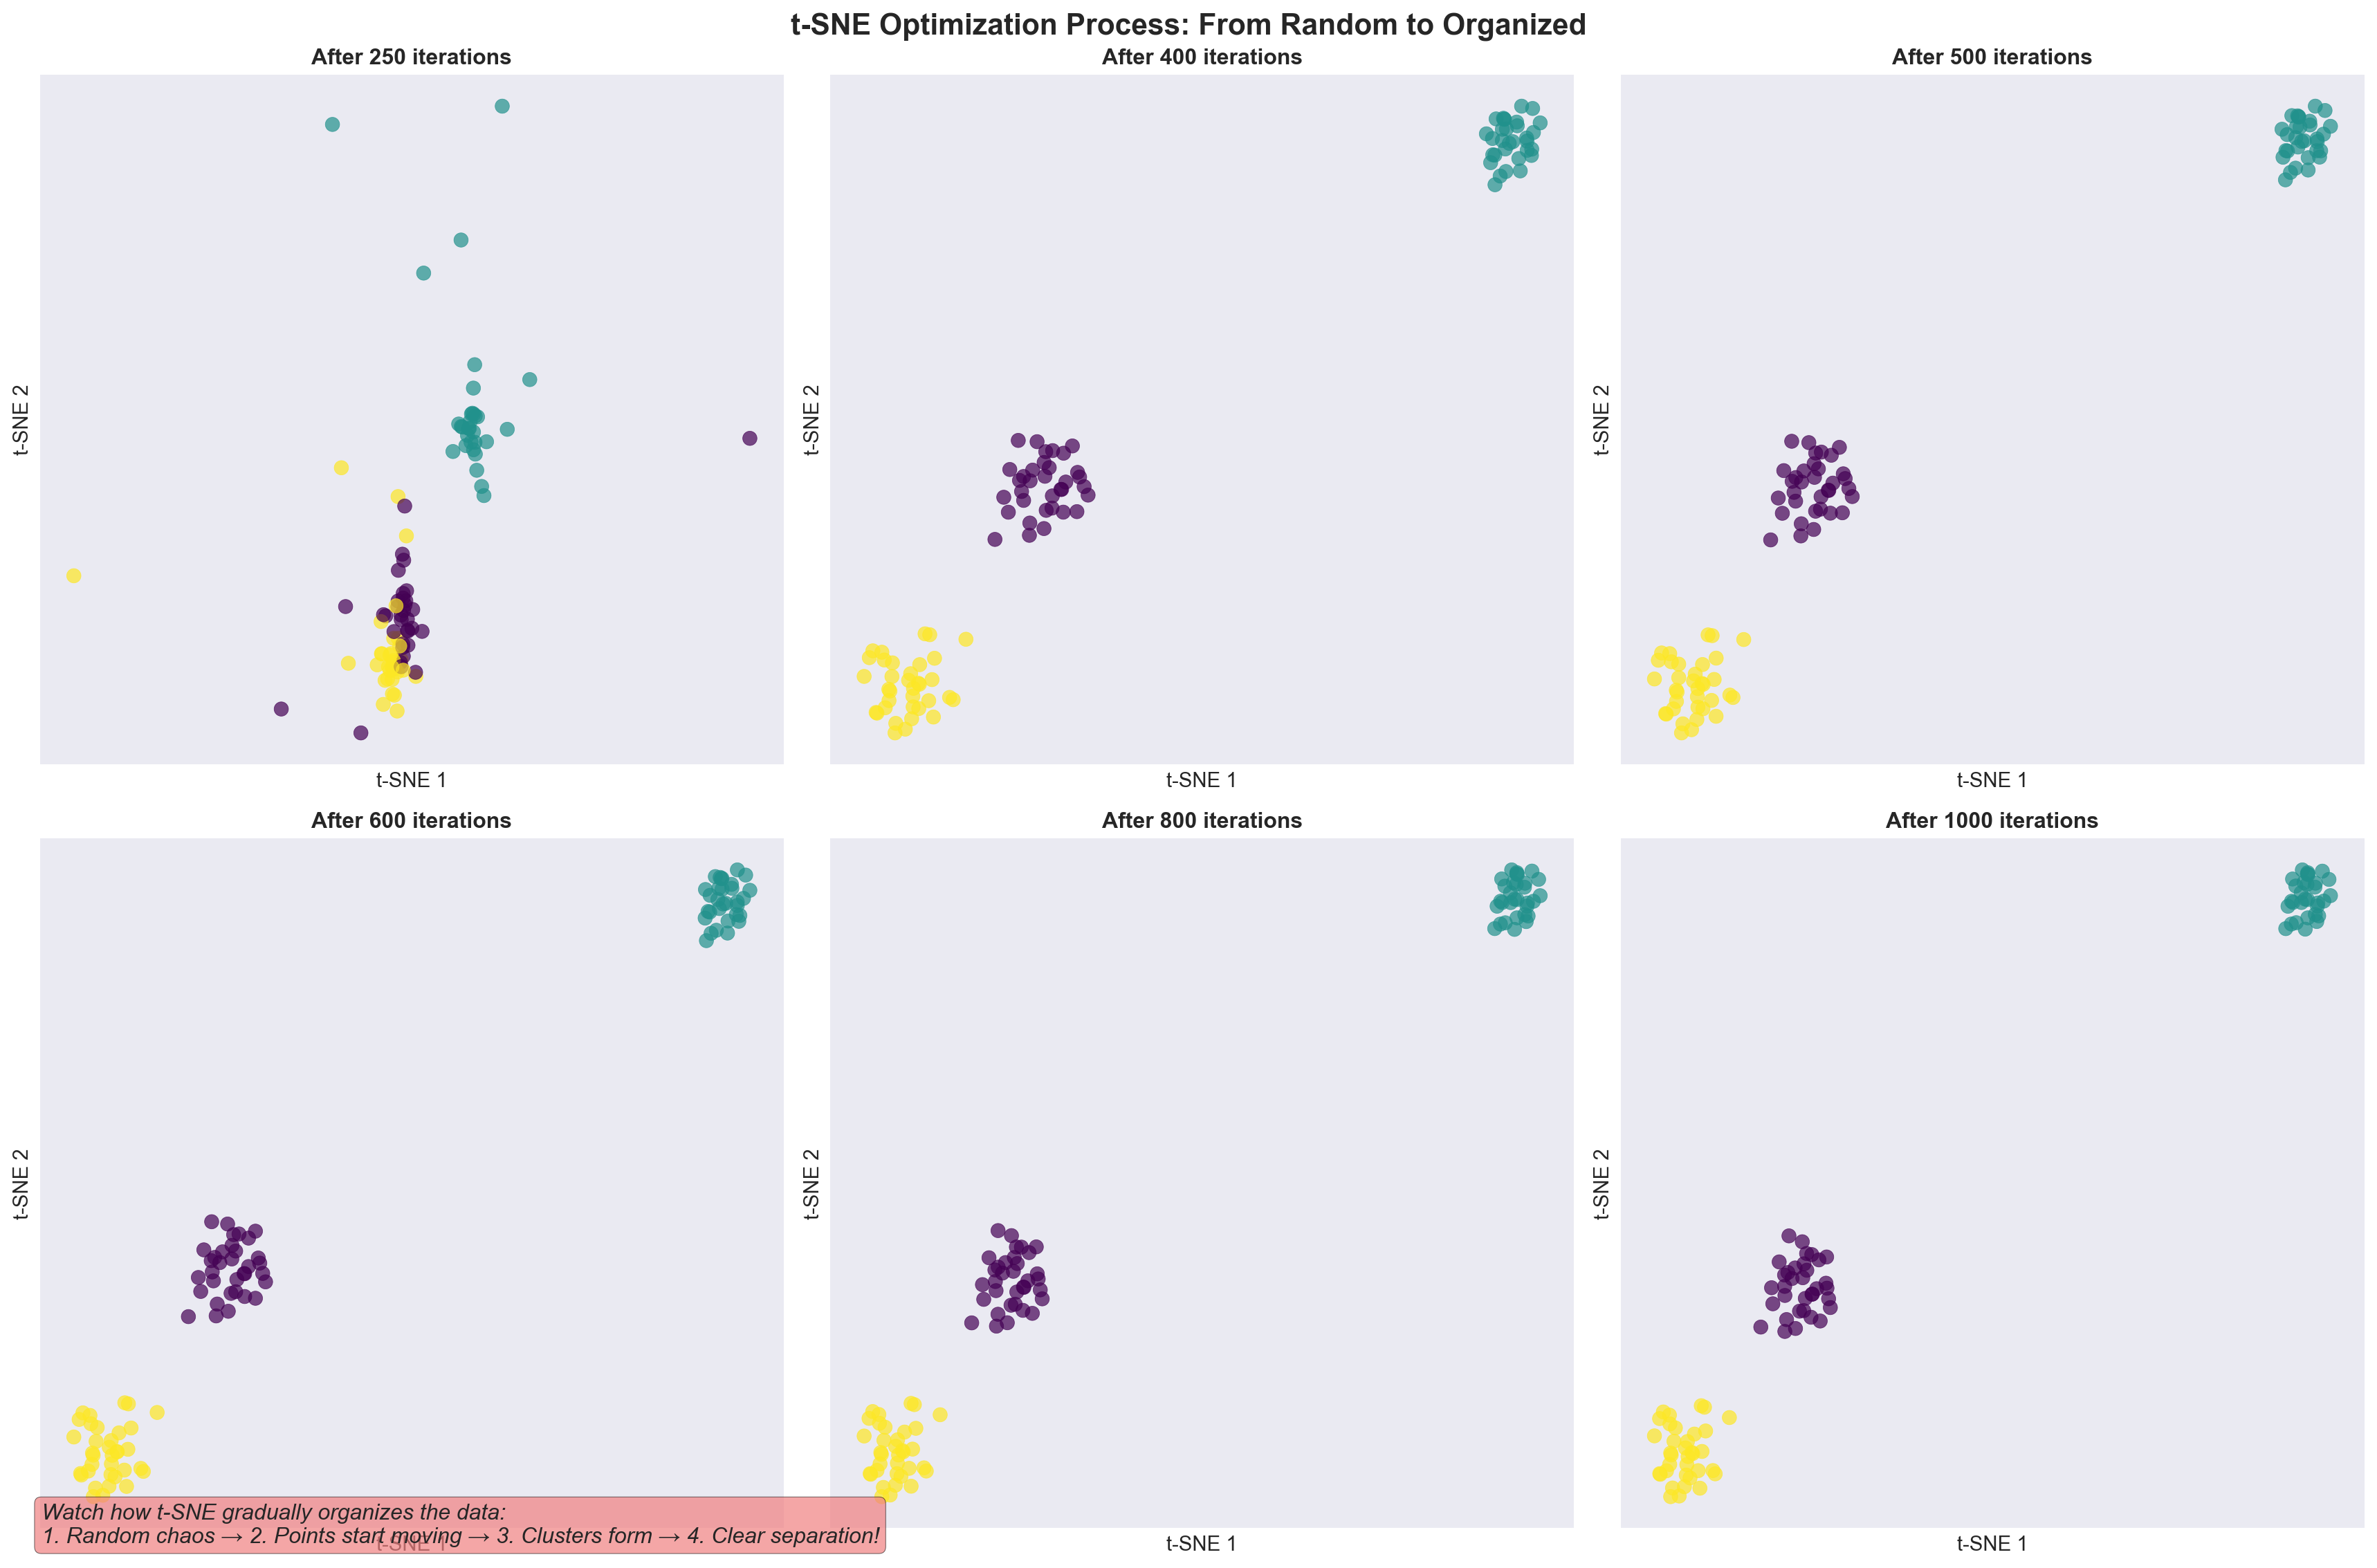 t-SNE Optimization Process: From Random to Organized
After 250 iterations
After 400 iterations
After 500 iterations
t-SNE 2
t-SNE 2
t-SNE 2
t-SNE 1
t-SNE 1
t-SNE 1
After 600 iterations
After 800 iterations
After 1000 iterations
t-SNE 2
t-SNE 2
t-SNE 2
Watch how t-SNE gradually organizes the data:
1. Random chaos → 2. Points start moving → 3. Clusters form → 4. Clear separation!
t-SNE 1
t-SNE 1
t-SNE 1